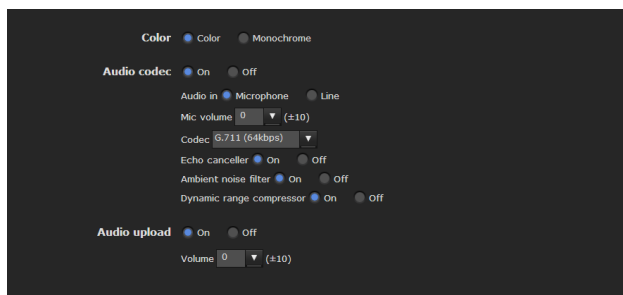 Color Color Monochrome
Audio codec On Off
Audio in Microphone Line
Mic volume 0 (±10)
Codec G.711 (64kbps)
Echo canceller On Off
Ambient noise filter On Off
Dynamic range compressor On Off
Audio upload On Off
Volume 0 (±10)